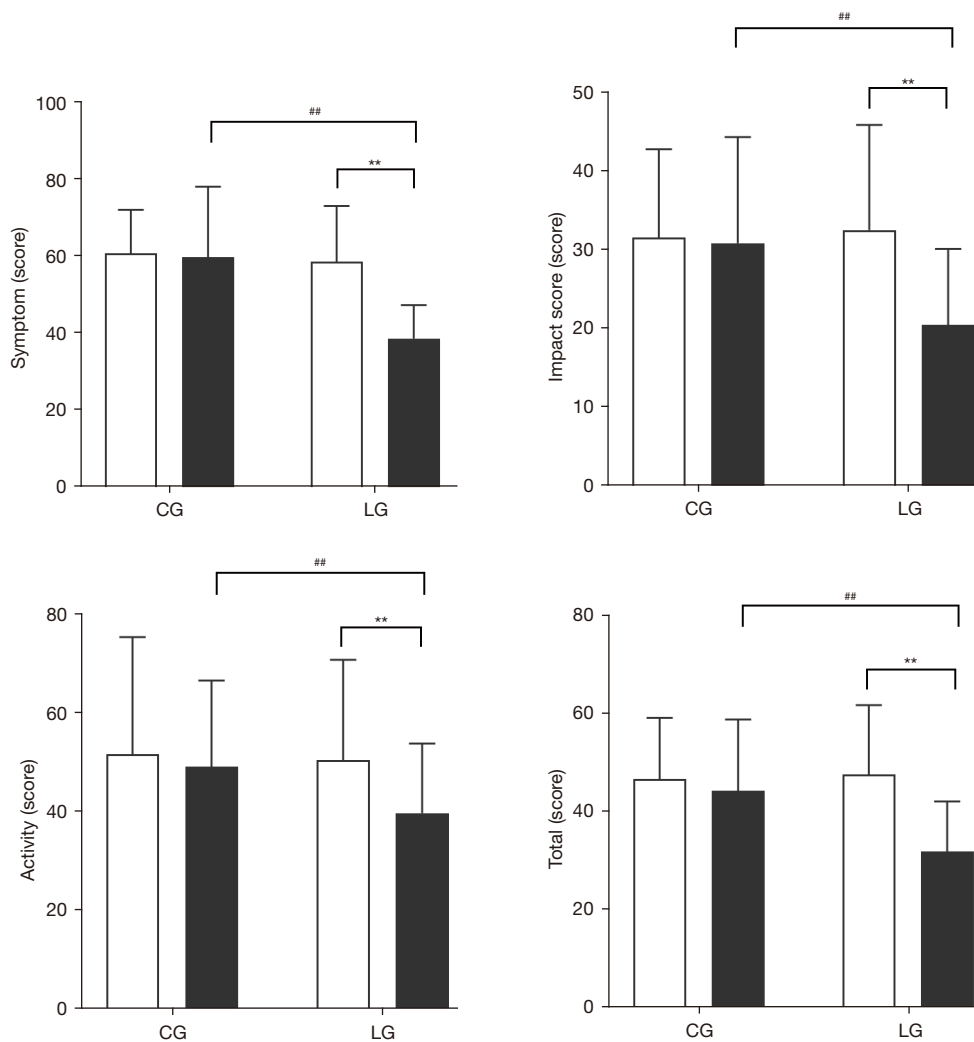 ##
**
100
80
60
40
20
0
Symptom (score)
CG
LG
##
**
50
40
30
20
10
0
Impact score (score)
CG
LG
##
**
80
60
40
20
0
Activity (score)
CG
LG
##
**
80
60
40
20
0
Total (score)
CG
LG